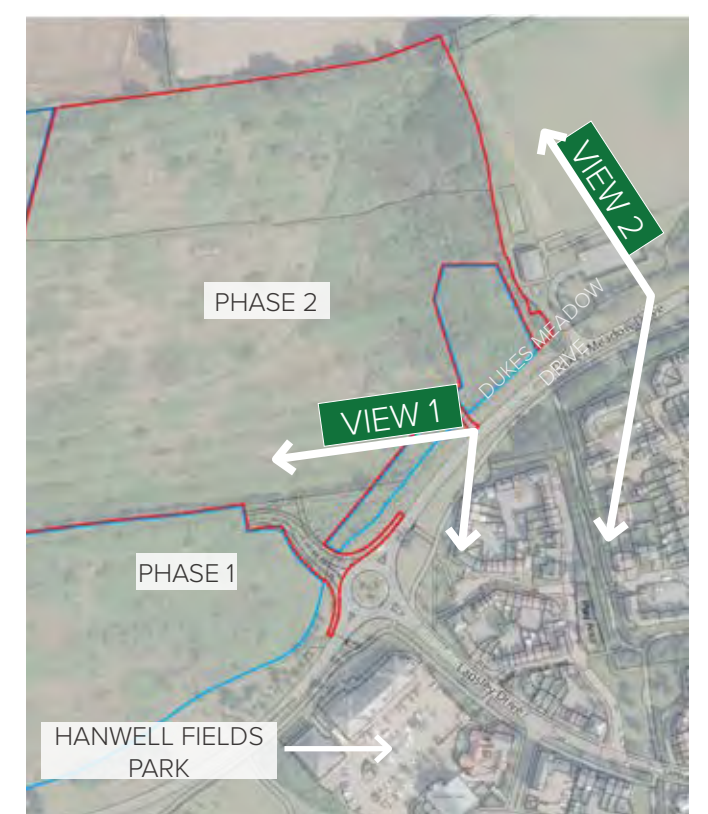 VIEW 2
PHASE 2
DUKES MEADOW
DRIVE
VIEW 1
PHASE 1
HANWELL FIELDS
PARK